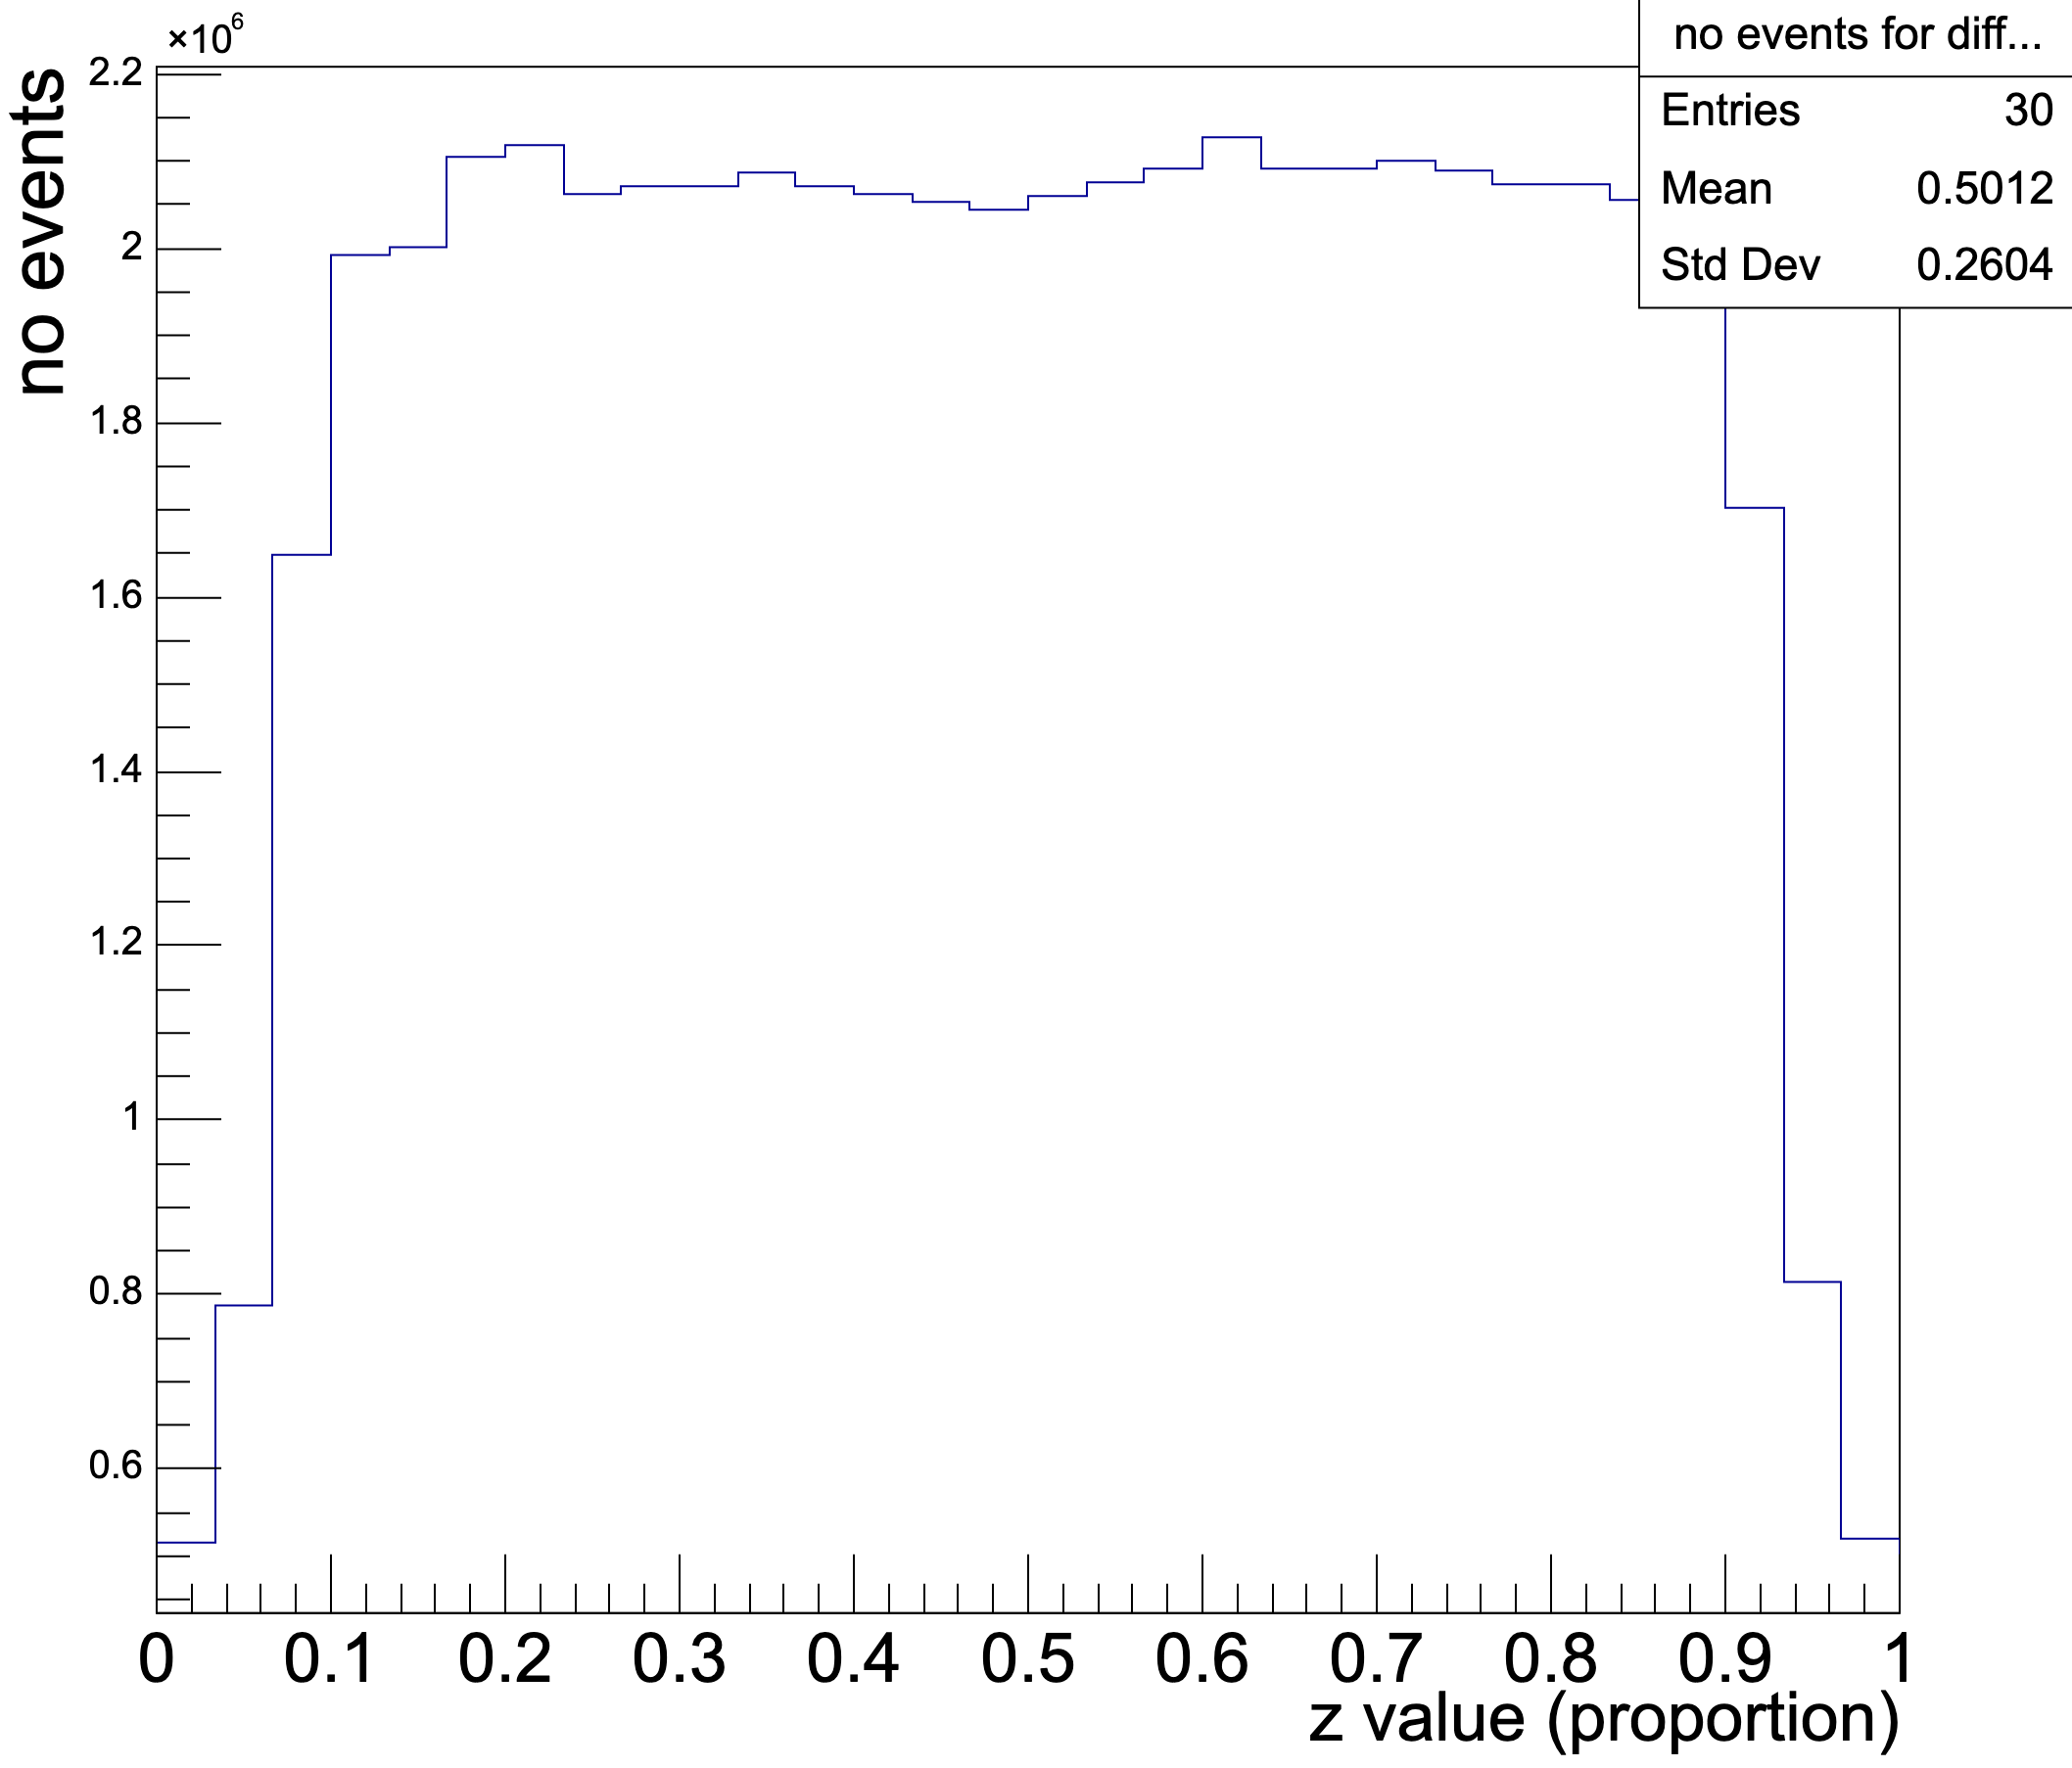 ×10⁶
no events for diff...
Entries 30
Mean 0.5012
Std Dev 0.2604
no events
2.2
2
1.8
1.6
1.4
1.2
1
0.8
0.6
0 0.1 0.2 0.3 0.4 0.5 0.6 0.7 0.8 0.9 1
z value (proportion)